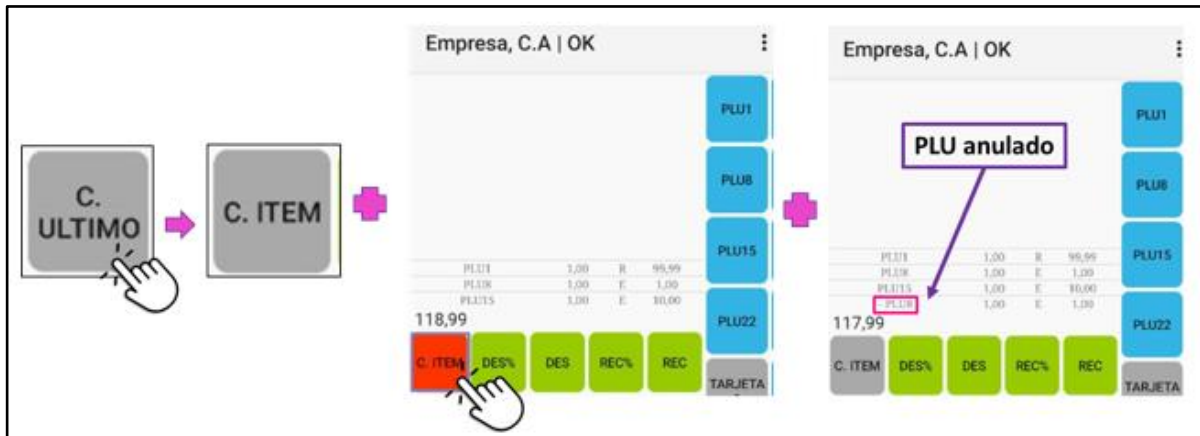 C.
ULTIMO
C. ITEM
Empresa, C.A | OK
PLU1
PLU8
PLU15
PLU1 1,00 R 99,99
PLU8 1,00 E 1,00
PLU15 1,00 E 10,00
118,99
PLU22
C. ITEM DES% DES REC% REC
TARJETA
Empresa, C.A | OK
PLU1
PLU anulado
PLU8
PLU15
PLU1 1,00 R 99,99
PLU8 1,00 E 1,00
PLU15 1,00 E 10,00
- PLU8 1,00 E 1,00
117,99
PLU22
C. ITEM DES% DES REC% REC
TARJETA